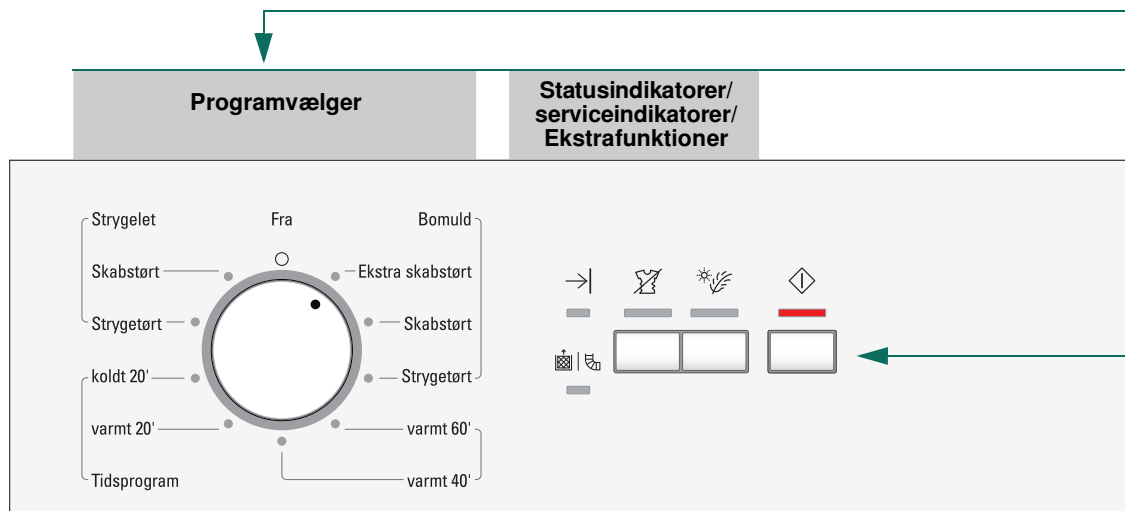 Programvælger
Statusindikatorer/
serviceindikatorer/
Ekstrafunktioner
Strygelet
Fra
Bomuld
Skabstørt
Ekstra skabstørt
Strygetørt
Skabstørt
koldt 20'
Strygetørt
varmt 20'
varmt 60'
Tidsprogram
varmt 40'